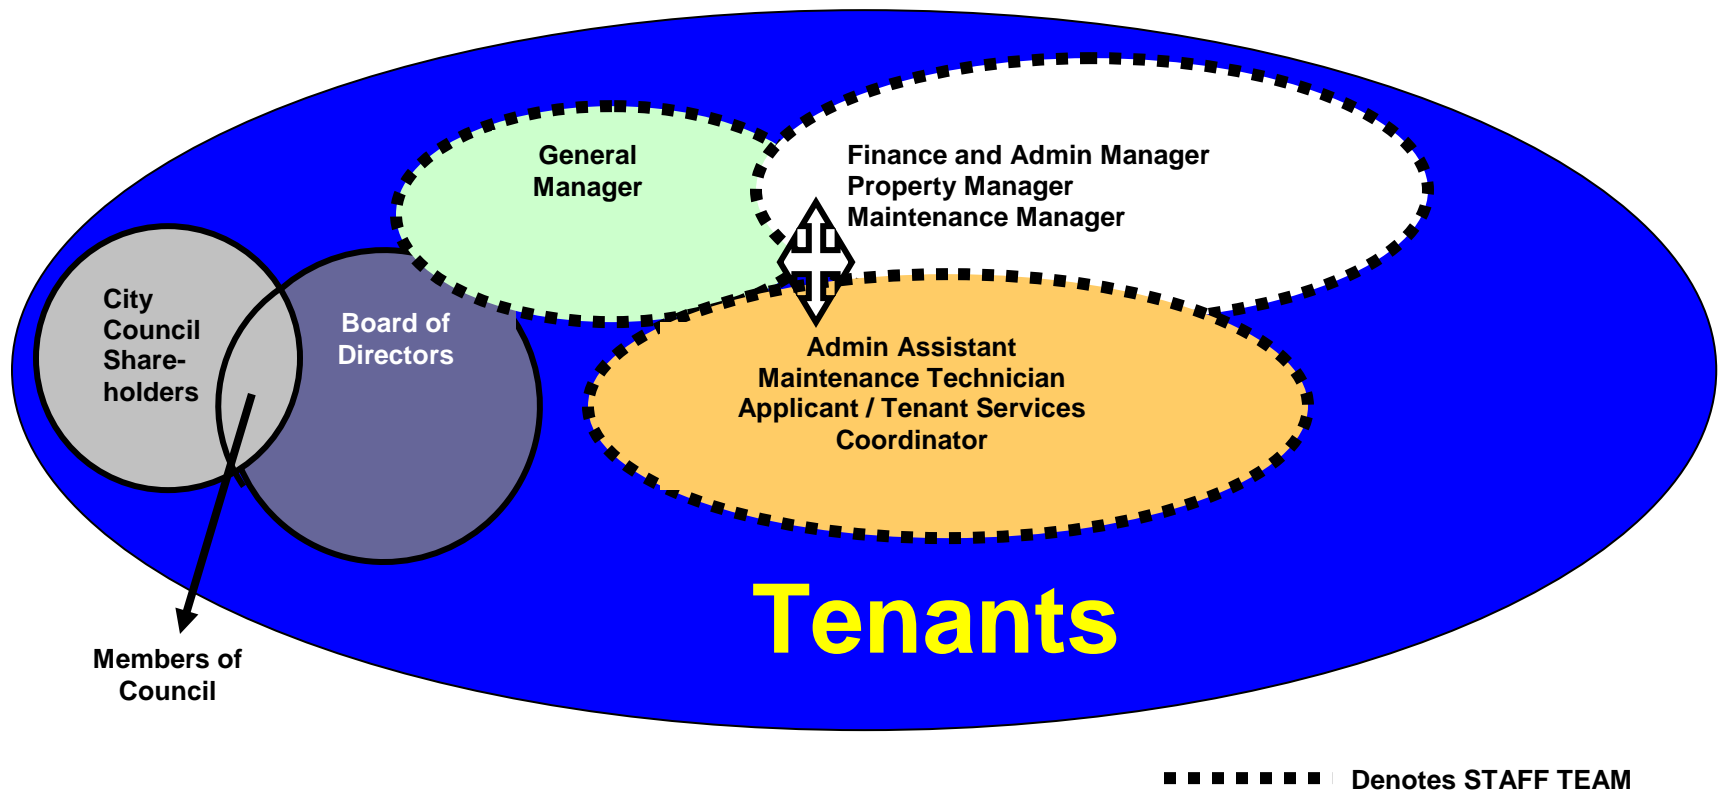 General
Manager
Finance and Admin Manager
Property Manager
Maintenance Manager
City
Council
Share-
holders
Board of
Directors
Admin Assistant
Maintenance Technician
Applicant / Tenant Services
Coordinator
Tenants
Members of
Council
Denotes STAFF TEAM